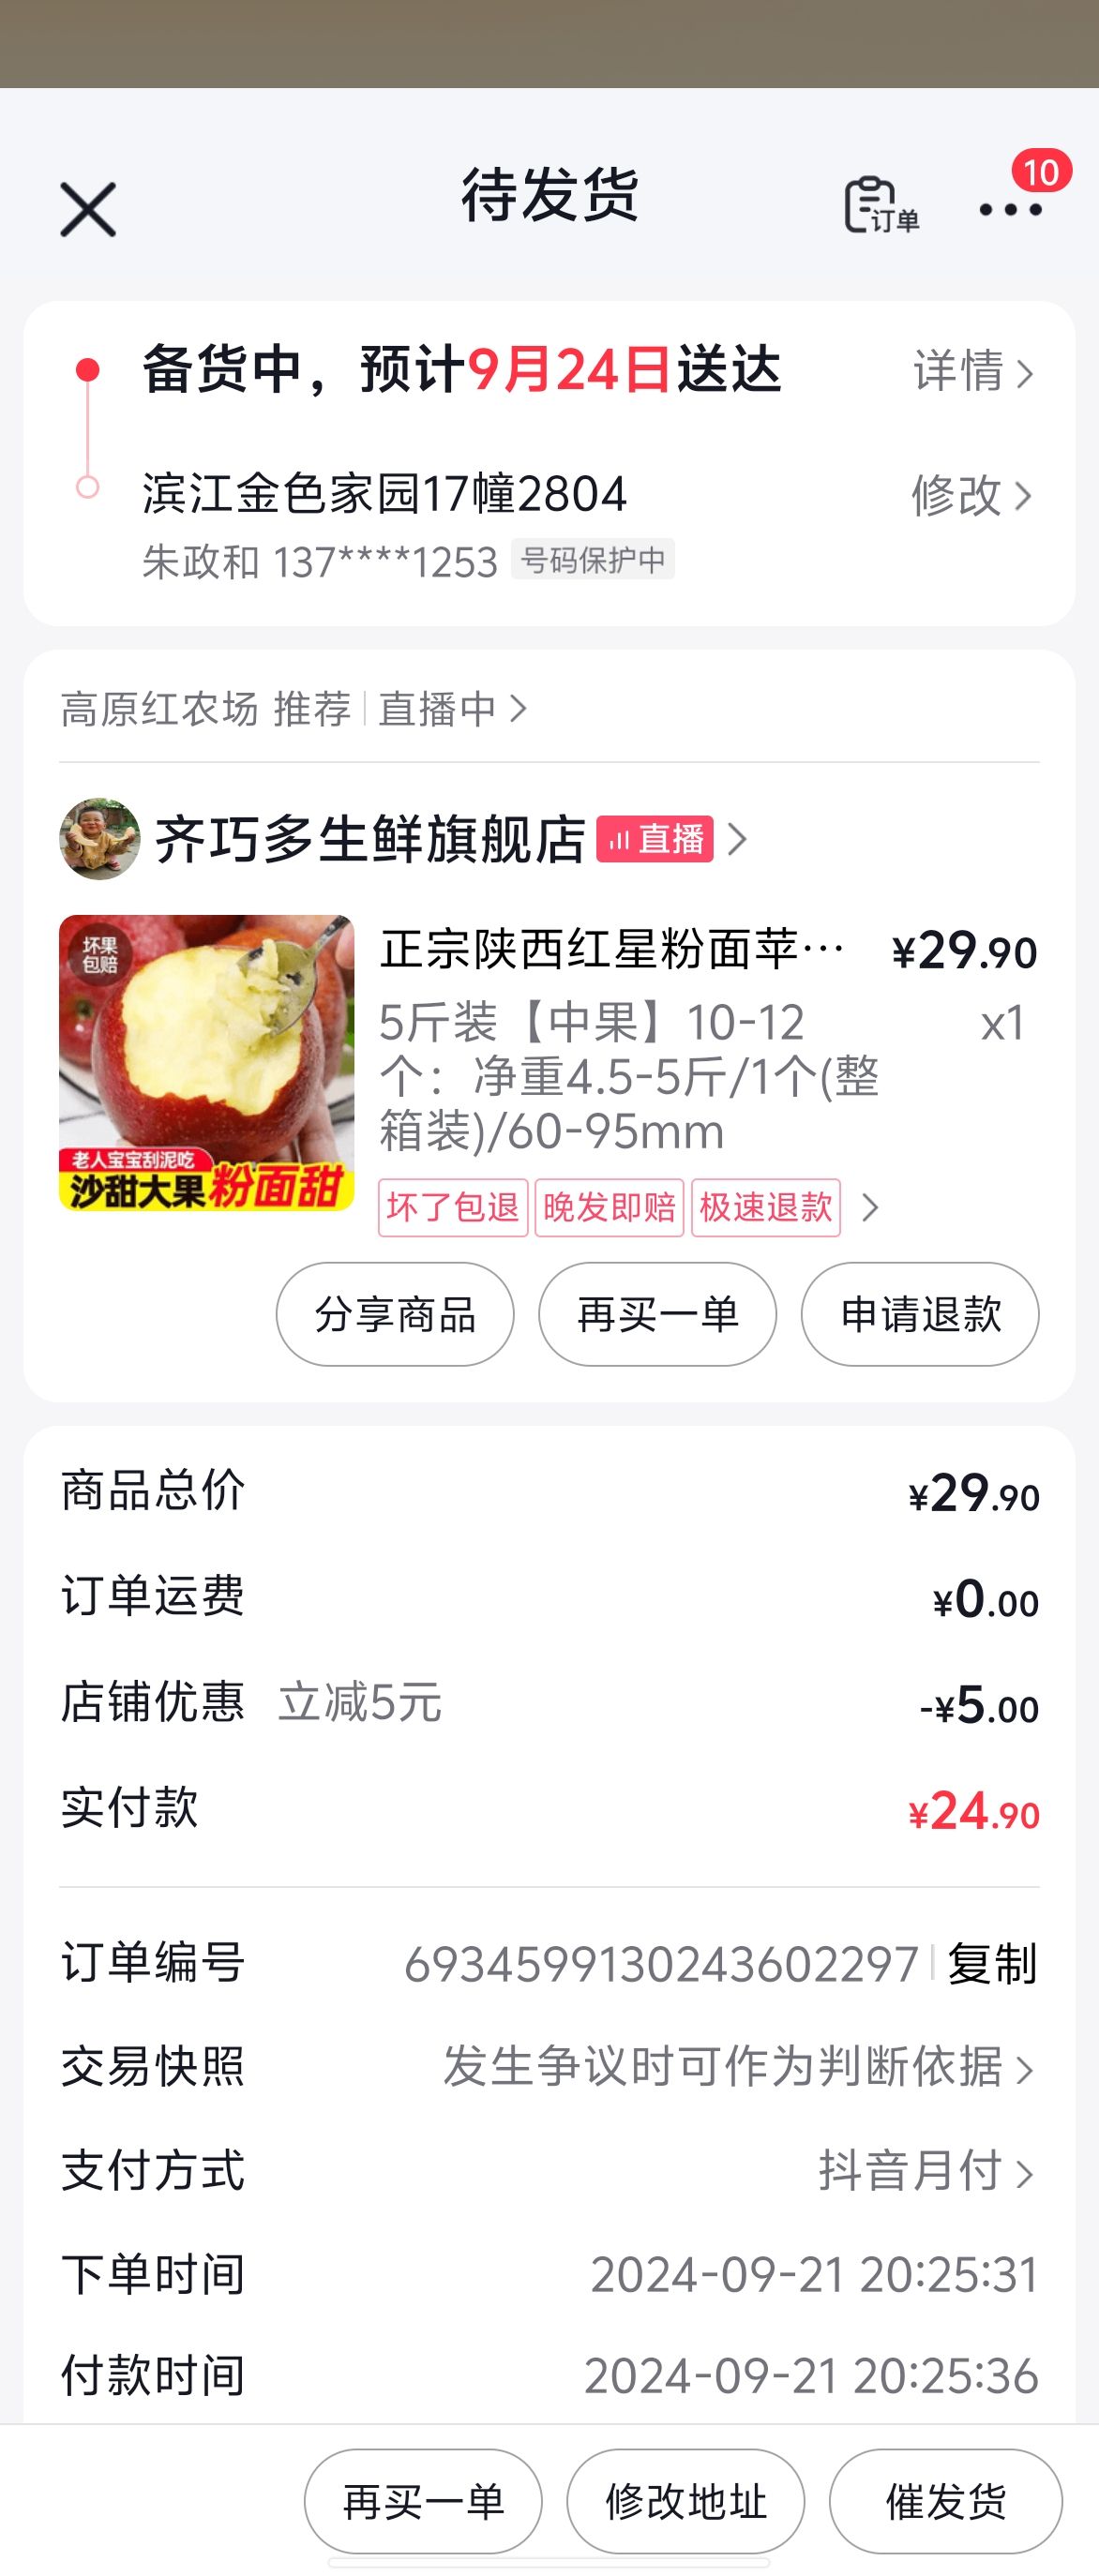 待发货
订单
10
备货中，预计9月24日送达
详情
滨江金色家园17幢2804
修改
朱政和 137****1253 号码保护中
高原红农场 推荐 直播中
齐巧多生鲜旗舰店 直播
坏果
包赔
老人宝宝刮泥吃
沙甜大果粉面甜
正宗陕西红星粉面苹… ¥29.90
5斤装【中果】10-12 x1
个：净重4.5-5斤/1个(整
箱装)/60-95mm
坏了包退 晚发即赔 极速退款
分享商品 再买一单 申请退款
商品总价 ¥29.90
订单运费 ¥0.00
店铺优惠 立减5元 -¥5.00
实付款 ¥24.90
订单编号 6934599130243602297 复制
交易快照 发生争议时可作为判断依据
支付方式 抖音月付
下单时间 2024-09-21 20:25:31
付款时间 2024-09-21 20:25:36
再买一单 修改地址 催发货